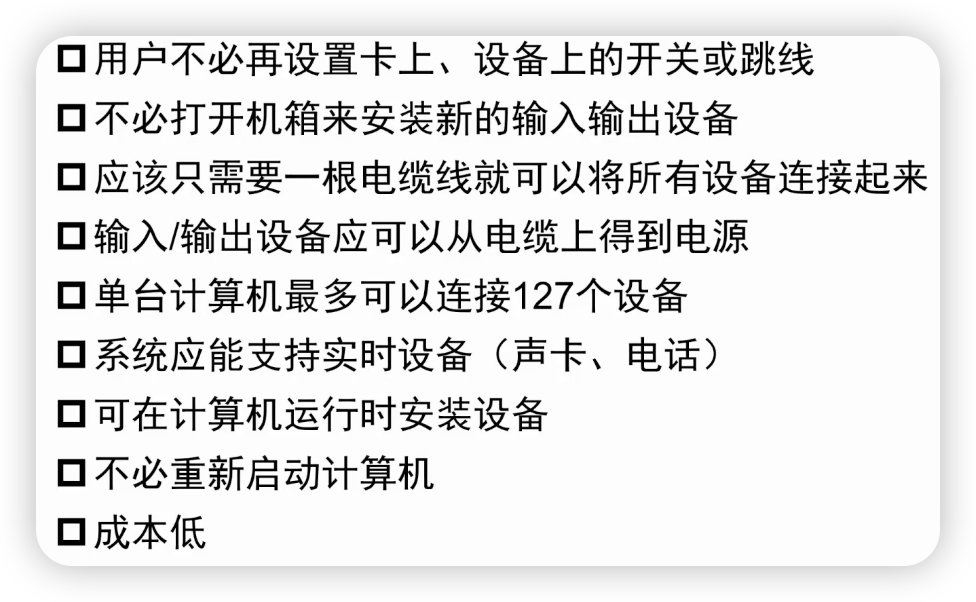 用户不必再设置卡上、设备上的开关或跳线
不必打开机箱来安装新的输入输出设备
应该只需要一根电缆线就可以将所有设备连接起来
输入/输出设备应可以从电缆上得到电源
单台计算机最多可以连接127个设备
系统应能支持实时设备（声卡、电话）
可在计算机运行时安装设备
不必重新启动计算机
成本低